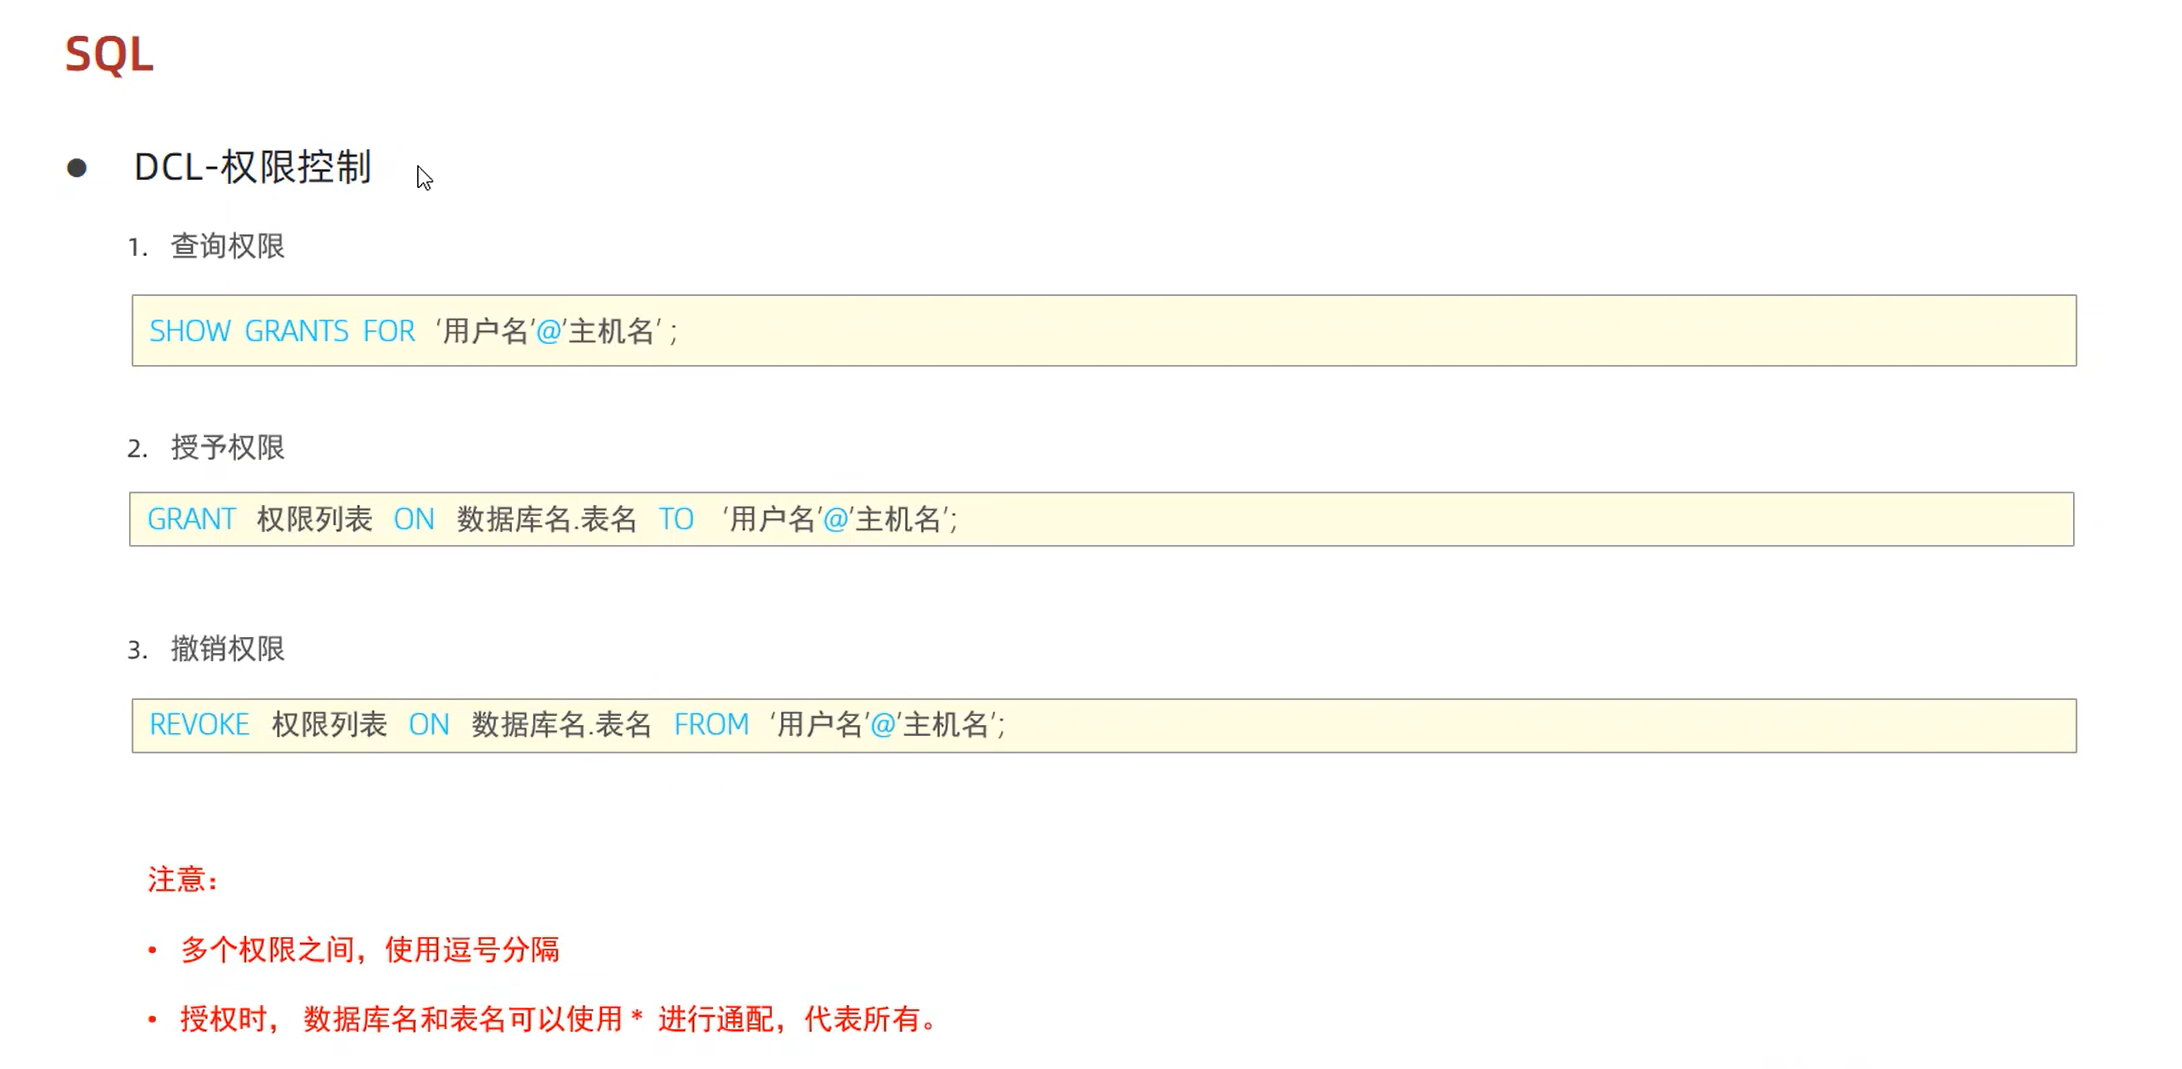 SQL
● DCL-权限控制
1. 查询权限
SHOW GRANTS FOR ‘用户名’@’主机名’ ;
2. 授予权限
GRANT 权限列表 ON 数据库名.表名 TO ‘用户名’@’主机名’;
3. 撤销权限
REVOKE 权限列表 ON 数据库名.表名 FROM ‘用户名’@’主机名’;
注意：
• 多个权限之间，使用逗号分隔
• 授权时， 数据库名和表名可以使用 * 进行通配，代表所有。